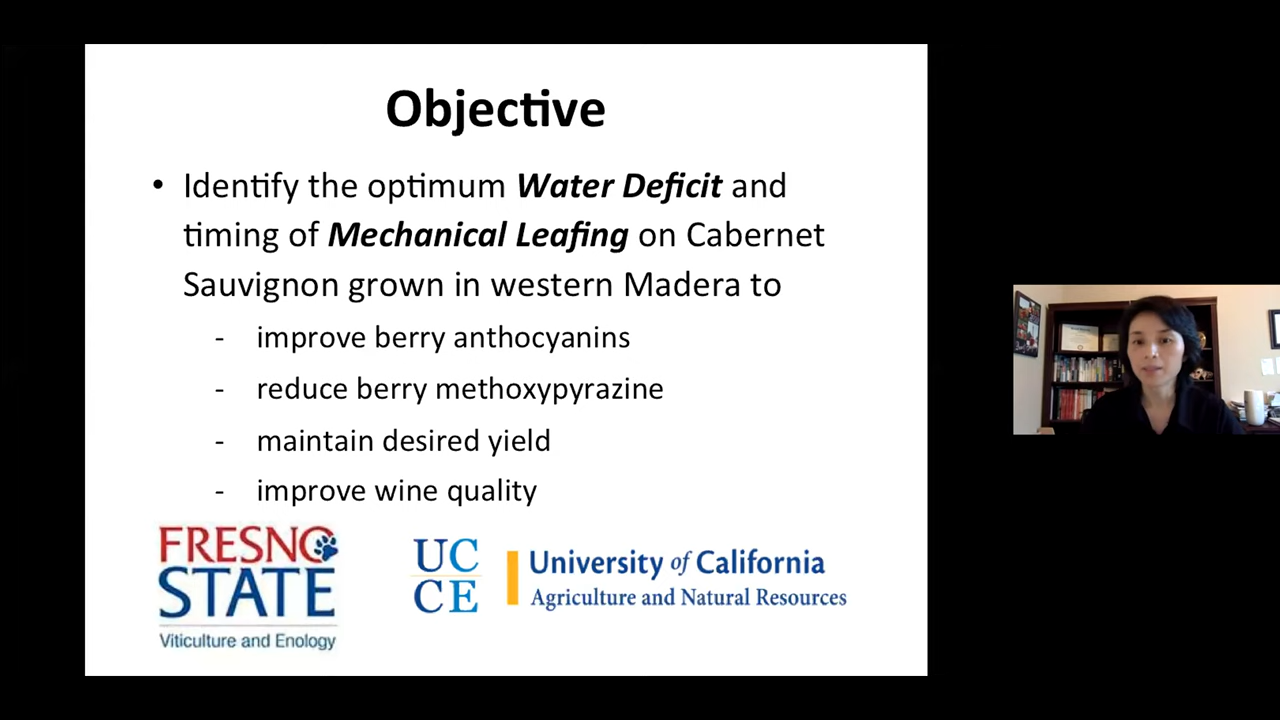 Objective
• Identify the optimum Water Deficit and
timing of Mechanical Leafing on Cabernet
Sauvignon grown in western Madera to
- improve berry anthocyanins
- reduce berry methoxypyrazine
- maintain desired yield
- improve wine quality
FRESNO
STATE
Viticulture and Enology
UC
CE
University of California
Agriculture and Natural Resources